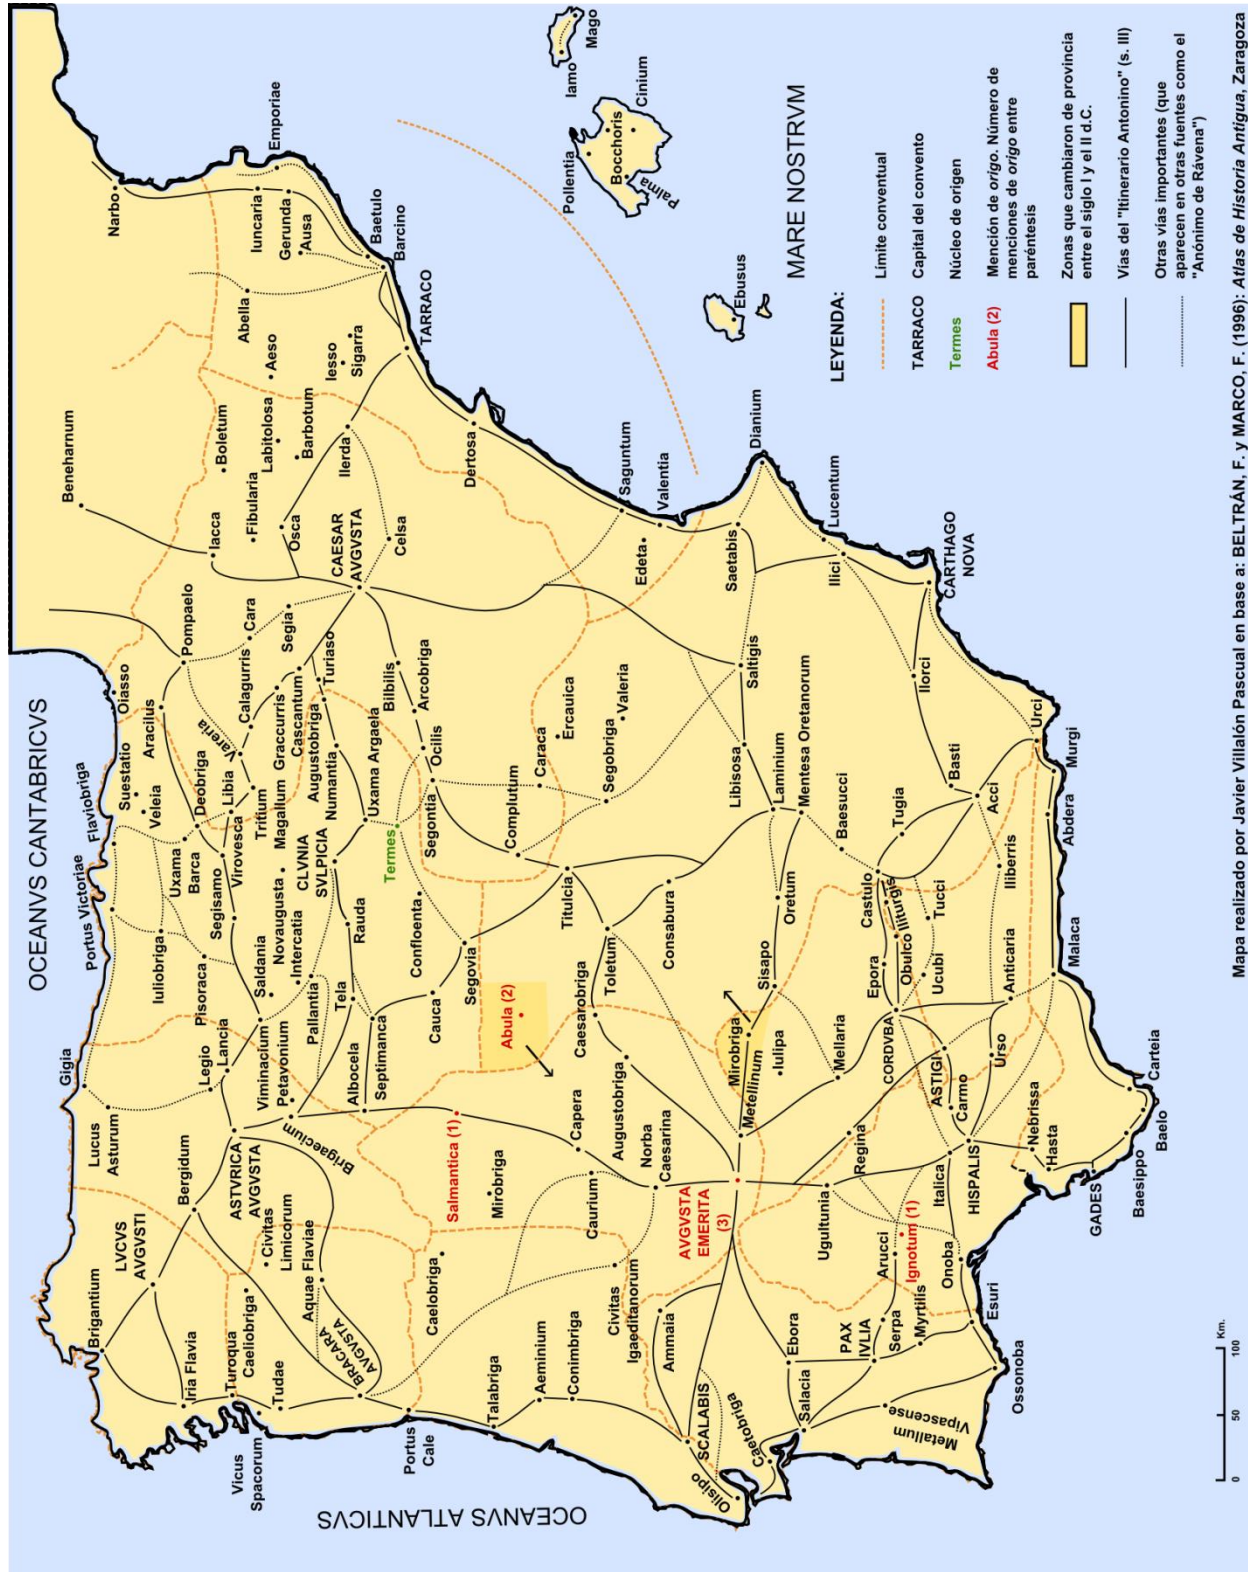 OCEANVS CANTABRICVS
OCEANVS ATLANTICVS
MARE NOSTRVM
Brigantium
LVCVS
AVGVSTI
Iria Flavia
Turoqua
Caeliobriga
Tudae
Vicus
Spacorum
Lucus
Asturum
Gigia
Bergidum
ASTVRICA
AVGVSTA
Civitas
Limicorum
Aquae Flaviae
BRACARA
AVGVSTA
Portus
Cale
Legio
Lancia
Brigaecium
Petavonium
Viminacium
Portus Victoriae
Flaviobriga
Iuliobriga
Pisoraca
Saldania
Uxama
Barca
Segisamo
Virovesca
Novaugusta
Intercatia
Pallantia
Tela
Albocela
Septimanca
Rauda
CLVNIA
SVLPICIA
Suestatio
Veleia
Deobriga
Libia
Tritium
Magallum
Vareria
Oiasso
Aracilus
Pompaelo
Calagurris
Graccurris
Cascantum
Augustobriga
Numantia
Uxama Argaela
Turiaso
Cara
Segia
Beneharnum
Iacca
Fibularia
Osca
CAESAR
AVGVSTA
Celsa
Boletum
Labitolosa
Barbotum
Ilerda
Aeso
Iesso
Sigarra
Abella
Narbo
Iuncaria
Gerunda
Ausa
Emporiae
Baetulo
Barcino
TARRACO
Dertosa
Bilbilis
Arcobriga
Ocilis
Termes
Segontia
Confloenta
Cauca
Segovia
Abula (2)
Salmantica (1)
Mirobriga
Caelobriga
Talabriga
Aeminium
Conimbriga
Civitas
Igaeditanorum
Caurium
Capera
Augustobriga
Norba
Caesarina
Caesarobriga
Toletum
Titulcia
Complutum
Caraca
Ercauica
Segobriga
Valeria
Consabura
Saguntum
Valentia
Edeta
Saetabis
Dianium
Lucentum
Ilici
CARTHAGO
NOVA
Saltigis
Libisosa
Laminium
Mentesa Oretanorum
Oretum
Sisapo
Mirobriga
Iulipa
Metellinum
AVGVSTA
EMERITA
(3)
Ammaia
SCALABIS
Olisipo
Caetobriga
Salacia
Ebora
PAX
IVLIA
Serpa
Myrtilis
Arucci
Ignotum (1)
Ugultunia
Regina
Mellaria
Metallum
Vipascense
Ossonoba
Esuri
Onoba
Italica
HISPALIS
Carmo
ASTIGI
CORDVBA
Epora
Obulco
Ucubi
Iliturgis
Castulo
Tucci
Baesucci
Tugia
Ilorci
Basti
Acci
Iliberris
Urci
Murgi
Abdera
Malaca
Anticaria
Urso
Nebrissa
Hasta
GADES
Baesippo
Baelo
Carteia
Ebusus
Pollentia
Bocchoris
Palma
Cinium
Iamo
Mago
LEYENDA:
Límite conventual
TARRACO Capital del convento
Termes Núcleo de origen
Abula (2) Mención de origo. Número de
menciones de origo entre
paréntesis
Zonas que cambiaron de provincia
entre el siglo I y el II d.C.
Vías del "Itinerario Antonino" (s. III)
Otras vías importantes (que
aparecen en otras fuentes como el
"Anónimo de Rávena")
0 50 100
Km.
Mapa realizado por Javier Villalón Pascual en base a: BELTRÁN, F. y MARCO, F. (1996): Atlas de Historia Antigua, Zaragoza